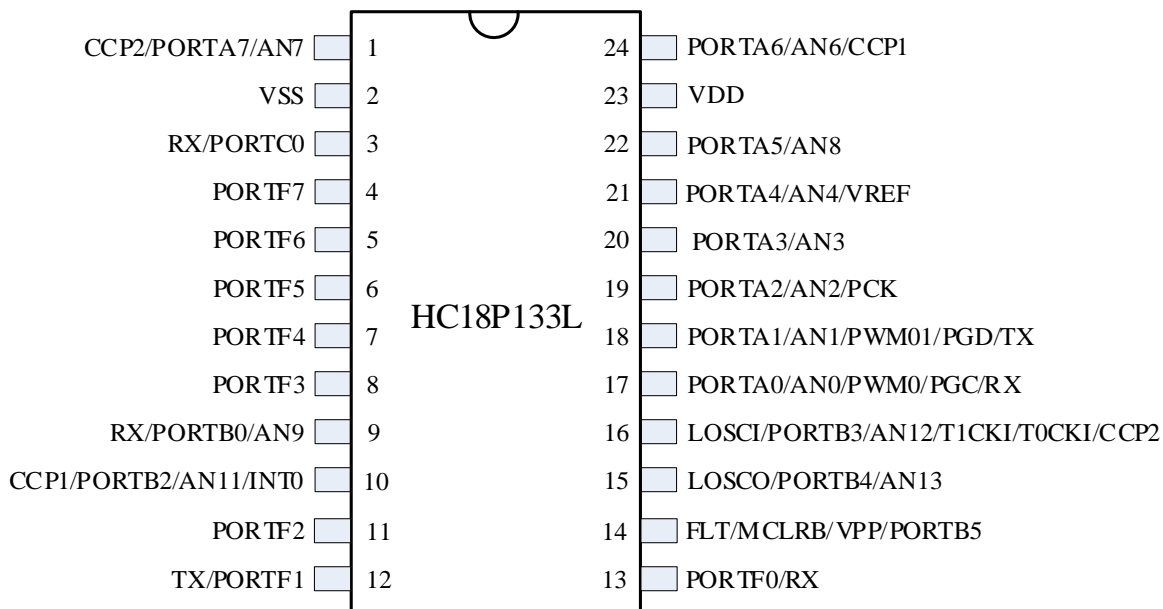 CCP2/PORTA7/AN7 1 24 PORTA6/AN6/CCP1
VSS 2 23 VDD
RX/PORTC0 3 22 PORTA5/AN8
PORTF7 4 21 PORTA4/AN4/VREF
PORTF6 5 20 PORTA3/AN3
PORTF5 6 19 PORTA2/AN2/PCK
HC18P133L
PORTF4 7 18 PORTA1/AN1/PWM01/PGD/TX
PORTF3 8 17 PORTA0/AN0/PWM0/PGC/RX
RX/PORTB0/AN9 9 16 LOSCI/PORTB3/AN12/T1CKI/T0CKI/CCP2
CCP1/PORTB2/AN11/INT0 10 15 LOSCO/PORTB4/AN13
PORTF2 11 14 FLT/MCLRB/VPP/PORTB5
TX/PORTF1 12 13 PORTF0/RX